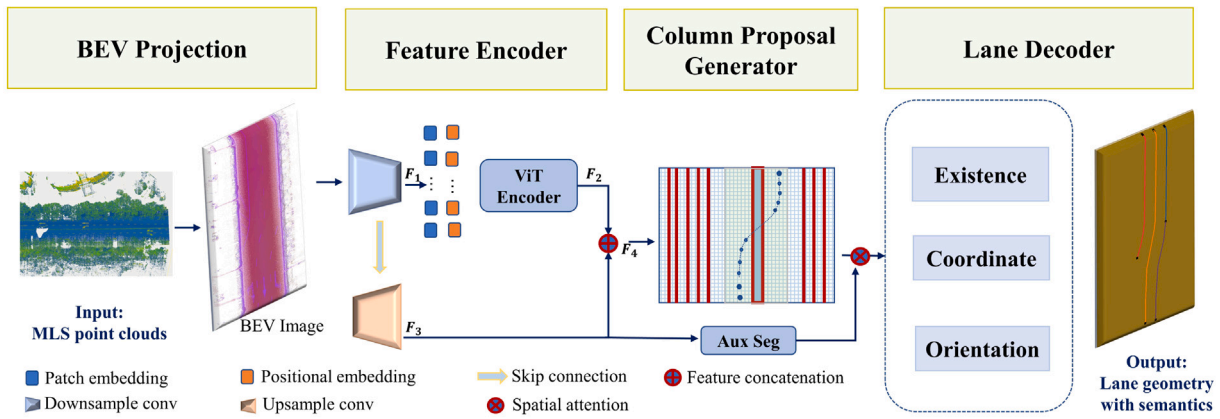 BEV Projection
Feature Encoder
Column Proposal
Generator
Lane Decoder
Input:
MLS point clouds
BEV Image
F1
ViT
Encoder
F2
F3
F4
Aux Seg
Existence
Coordinate
Orientation
Output:
Lane geometry
with semantics
Patch embedding
Positional embedding
Skip connection
Feature concatenation
Downsample conv
Upsample conv
Spatial attention